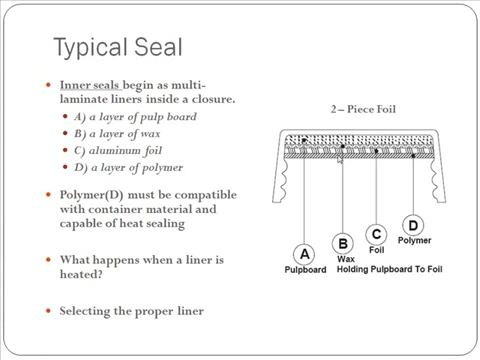 Typical Seal
Inner seals begin as multi-
laminate liners inside a closure.
A) a layer of pulp board
B) a layer of wax
C) aluminum foil
D) a layer of polymer
Polymer(D) must be compatible
with container material and
capable of heat sealing
What happens when a liner is
heated?
Selecting the proper liner
2– Piece Foil
A
Pulpboard
B
Wax
Holding Pulpboard To Foil
C
Foil
D
Polymer